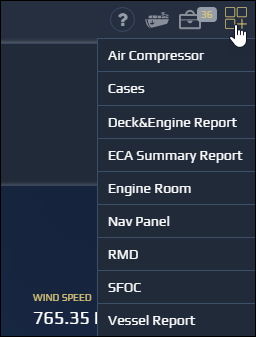 ?
36
Air Compressor
Cases
Deck&Engine Report
ECA Summary Report
Engine Room
Nav Panel
RMD
SFOC
Vessel Report
WIND SPEED
765.35